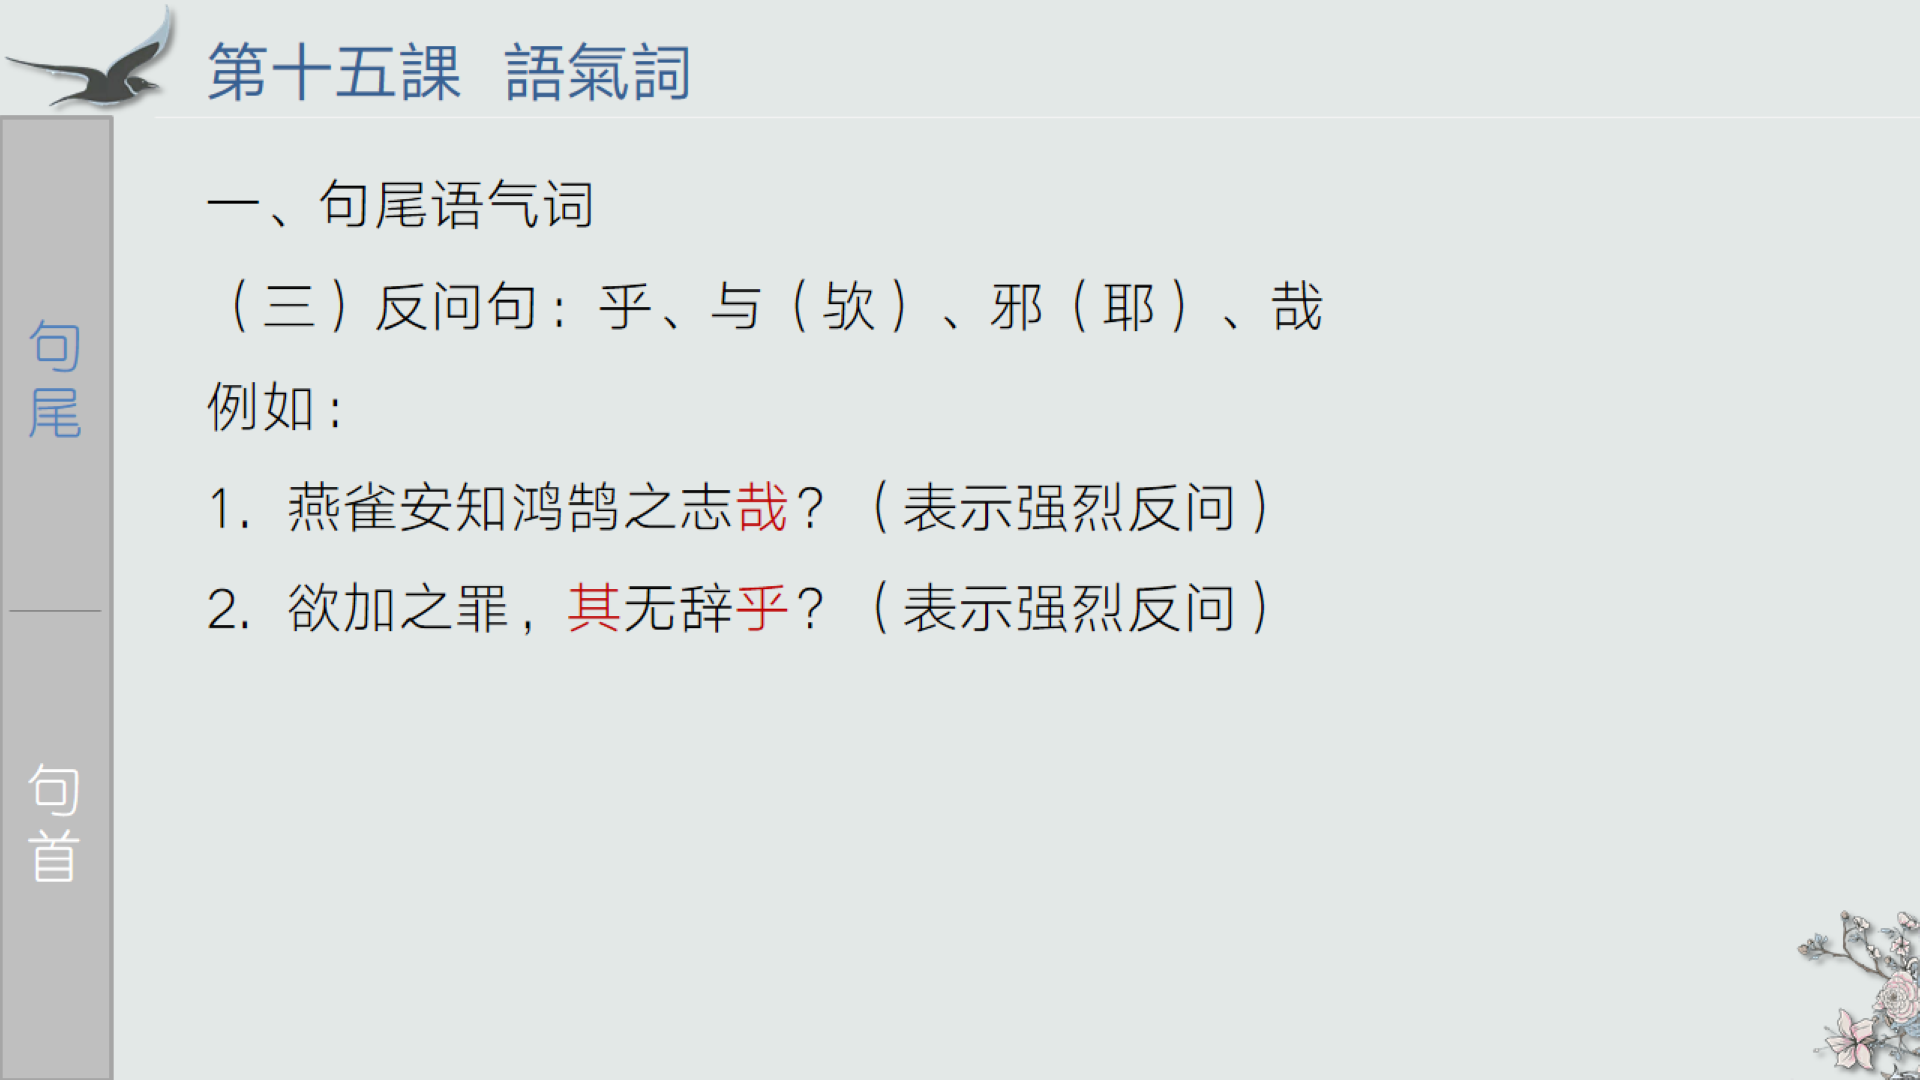 第十五課 語氣詞
句尾
句首
一、句尾语气词
（三）反问句：乎、与（欤）、邪（耶）、哉
例如：
1. 燕雀安知鸿鹄之志哉？（表示强烈反问）
2. 欲加之罪，其无辞乎？（表示强烈反问）